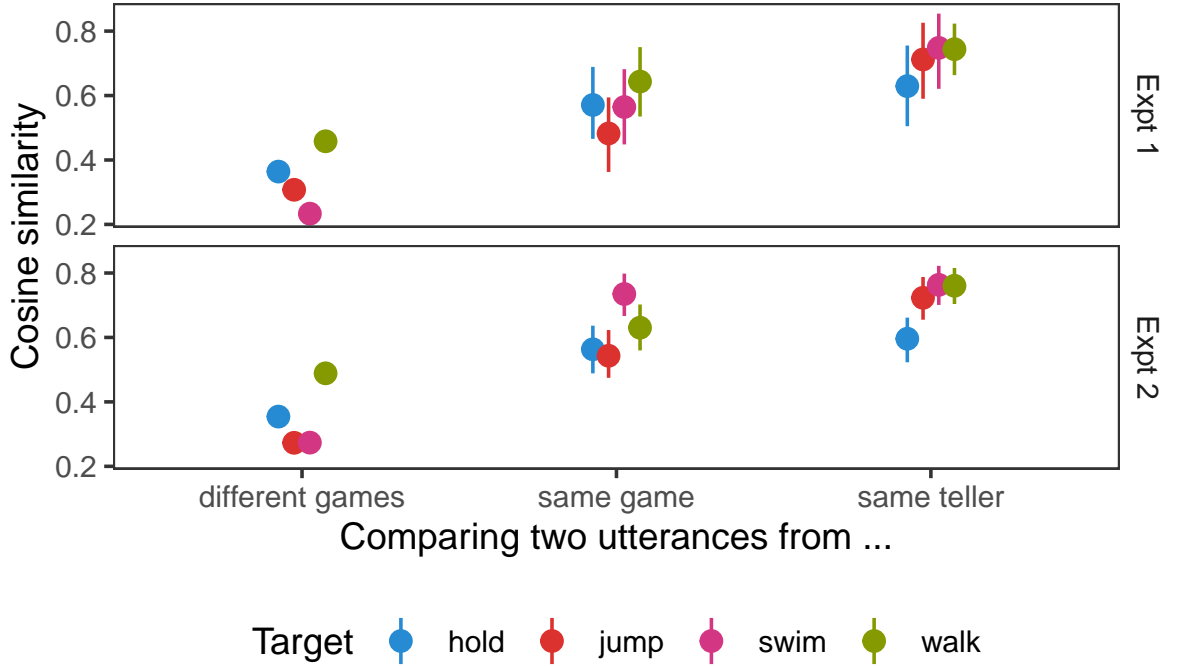 Cosine similarity
0.8
0.6
0.4
0.2
Expt 1
0.8
0.6
0.4
0.2
Expt 2
different games same game same teller
Comparing two utterances from ...
Target hold jump swim walk